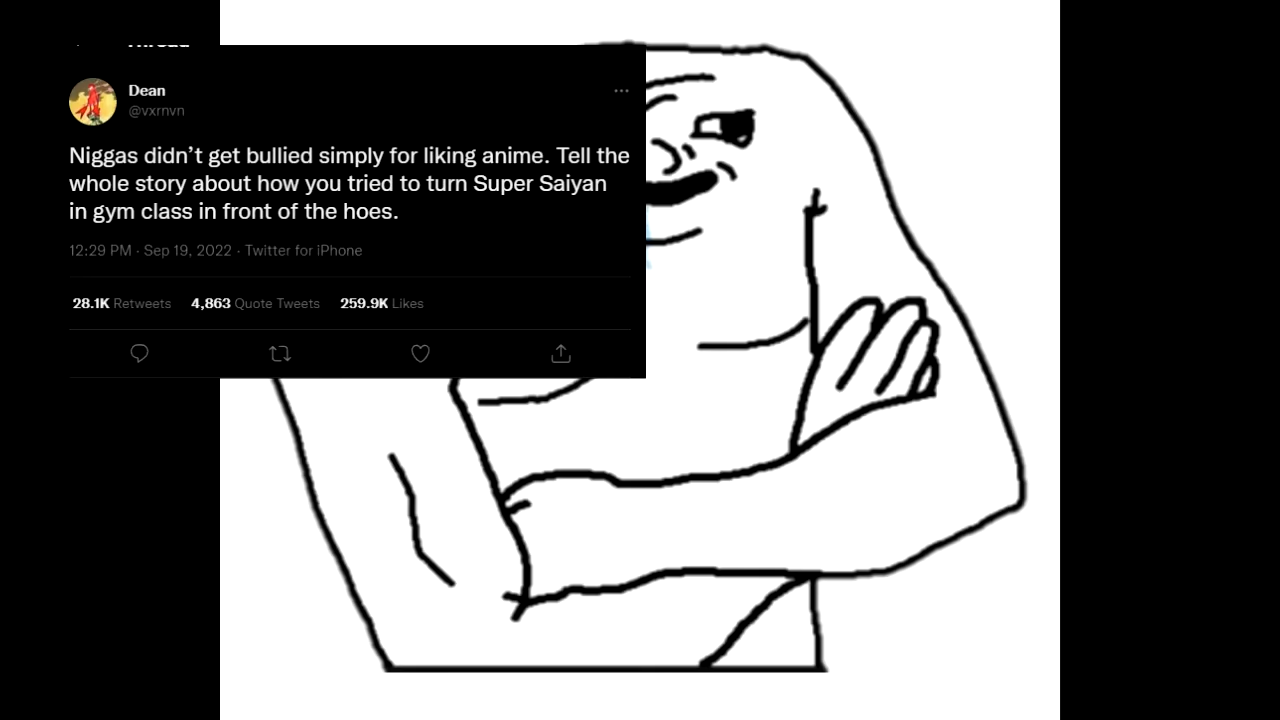 Thread
Dean
@vxrnvn
Niggas didn’t get bullied simply for liking anime. Tell the
whole story about how you tried to turn Super Saiyan
in gym class in front of the hoes.
12:29 PM · Sep 19, 2022 · Twitter for iPhone
28.1K Retweets 4,863 Quote Tweets 259.9K Likes